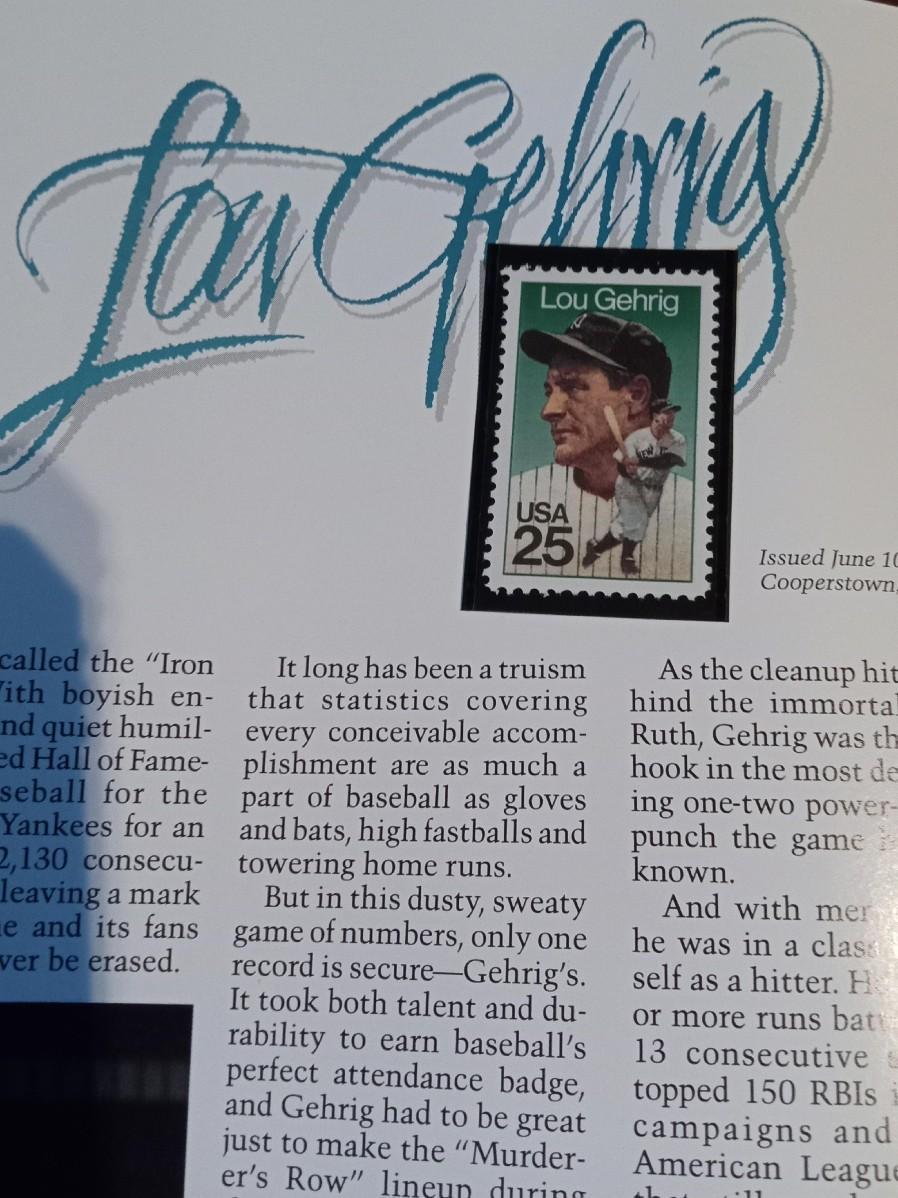 Lou Gehrig
Lou Gehrig
USA
25
Issued June 10
Cooperstown,
called the “Iron
ith boyish en-
nd quiet humil-
ed Hall of Fame-
seball for the
Yankees for an
2,130 consecu-
leaving a mark
e and its fans
ver be erased.
It long has been a truism
that statistics covering
every conceivable accom-
plishment are as much a
part of baseball as gloves
and bats, high fastballs and
towering home runs.
But in this dusty, sweaty
game of numbers, only one
record is secure—Gehrig's.
It took both talent and du-
rability to earn baseball's
perfect attendance badge,
and Gehrig had to be great
just to make the “Murder-
er's Row” lineup during
As the cleanup hit
hind the immortal
Ruth, Gehrig was th
hook in the most de
ing one-two power-
punch the game
known.
And with mer
he was in a clas
self as a hitter. H
or more runs bat
13 consecutive
topped 150 RBIs
campaigns and
American League